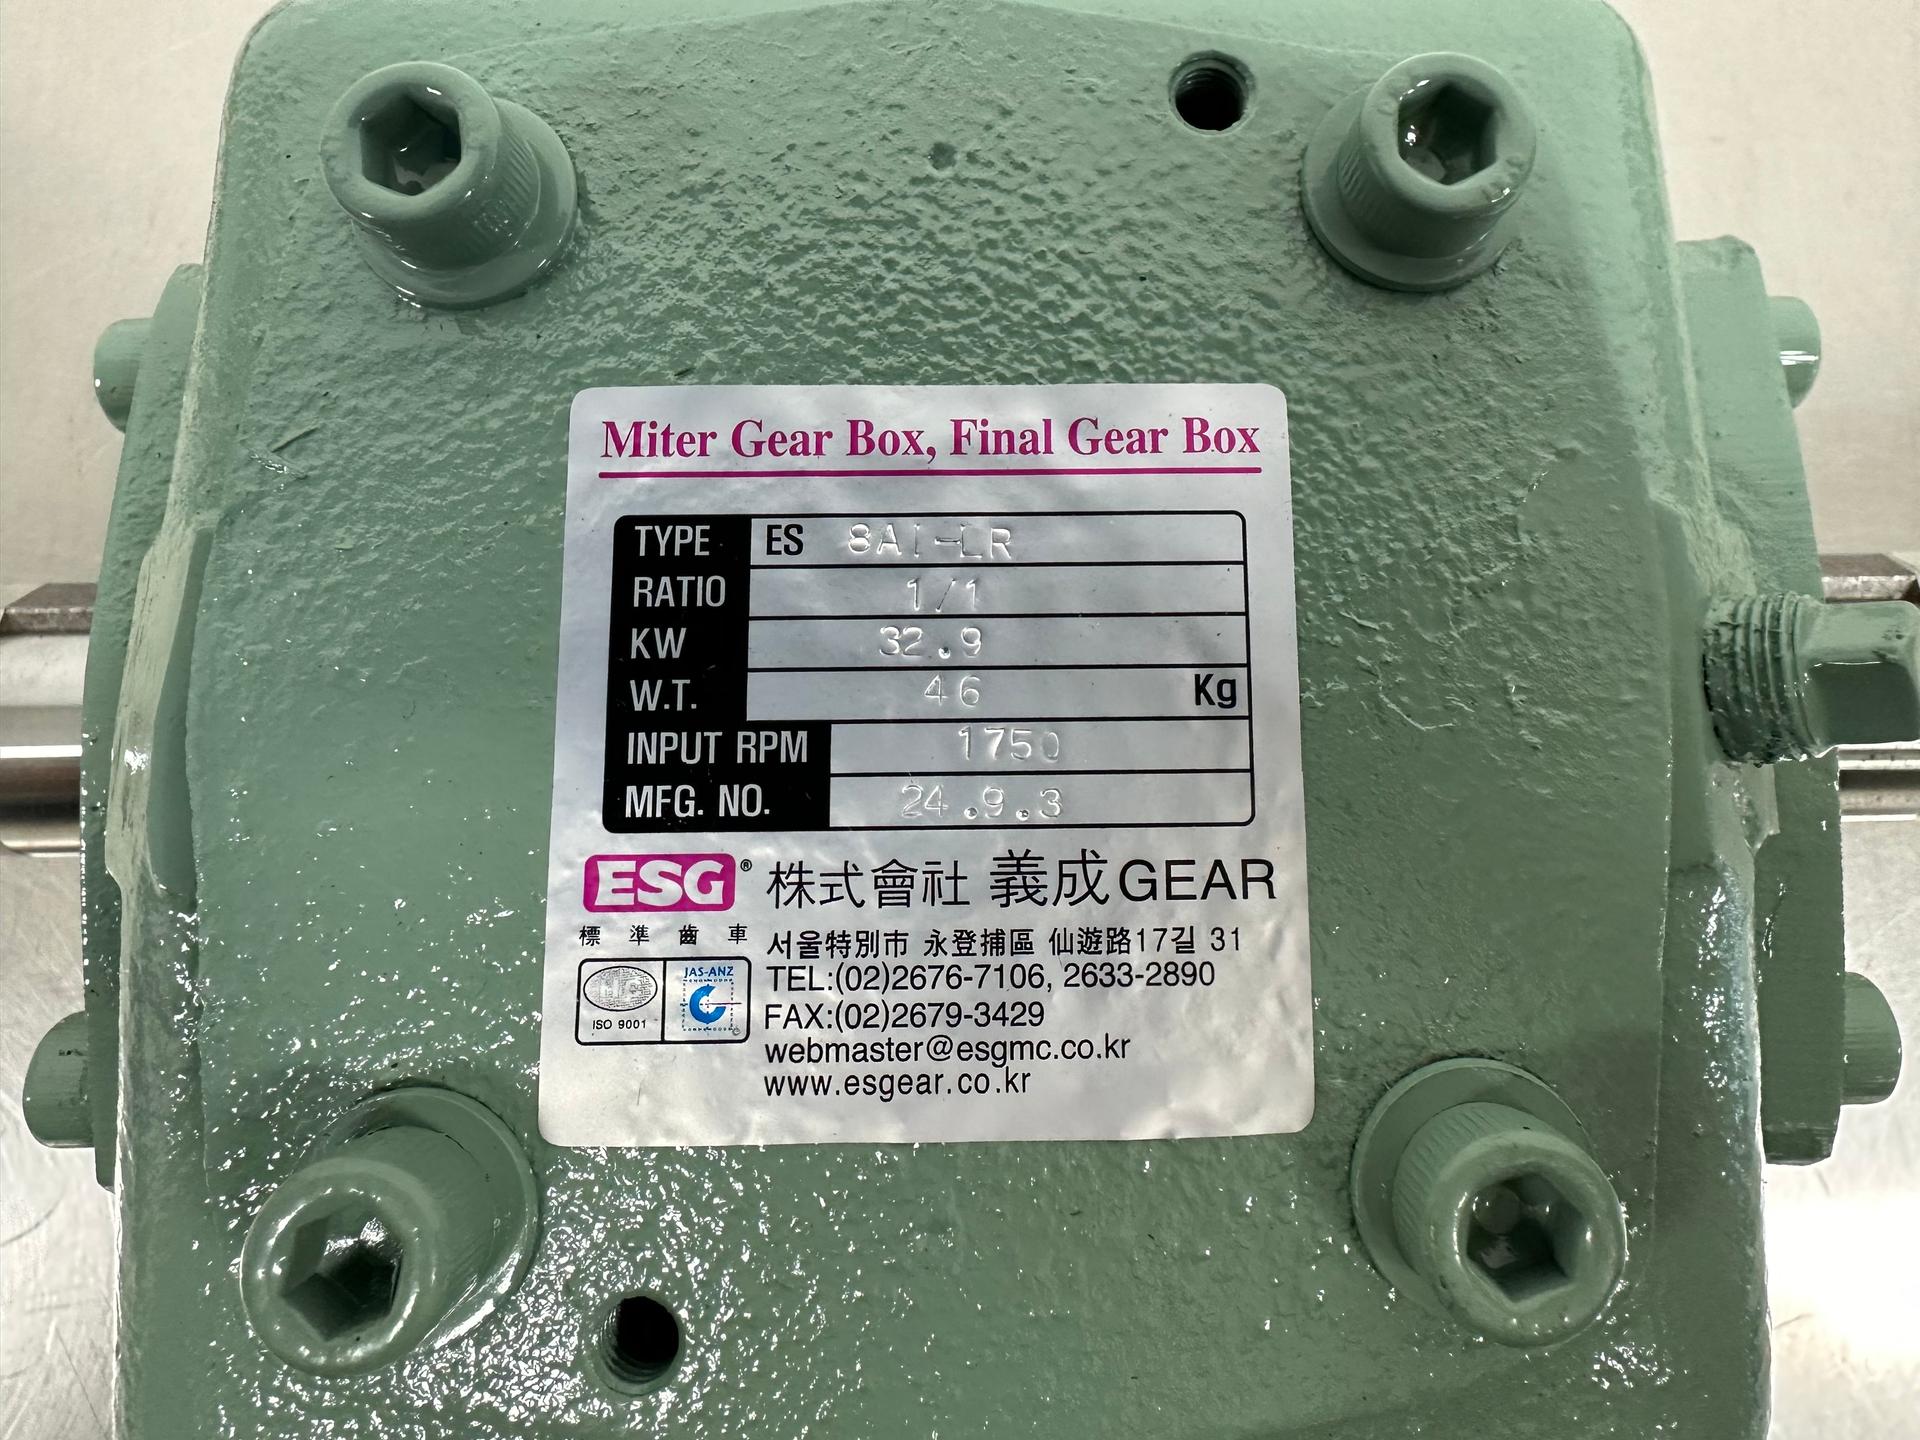 Miter Gear Box, Final Gear Box
TYPE ES 8AI-LR
RATIO 1/1
KW 32.9
W.T. 46 Kg
INPUT RPM 1750
MFG. NO. 24.9.3
ESG® 株式會社 義成GEAR
標準齒車
서울特別市 永登捕區 仙遊路17길 31
TEL:(02)2676-7106, 2633-2890
FAX:(02)2679-3429
webmaster@esgmc.co.kr
www.esgear.co.kr
JAS-ANZ
ISO 9001